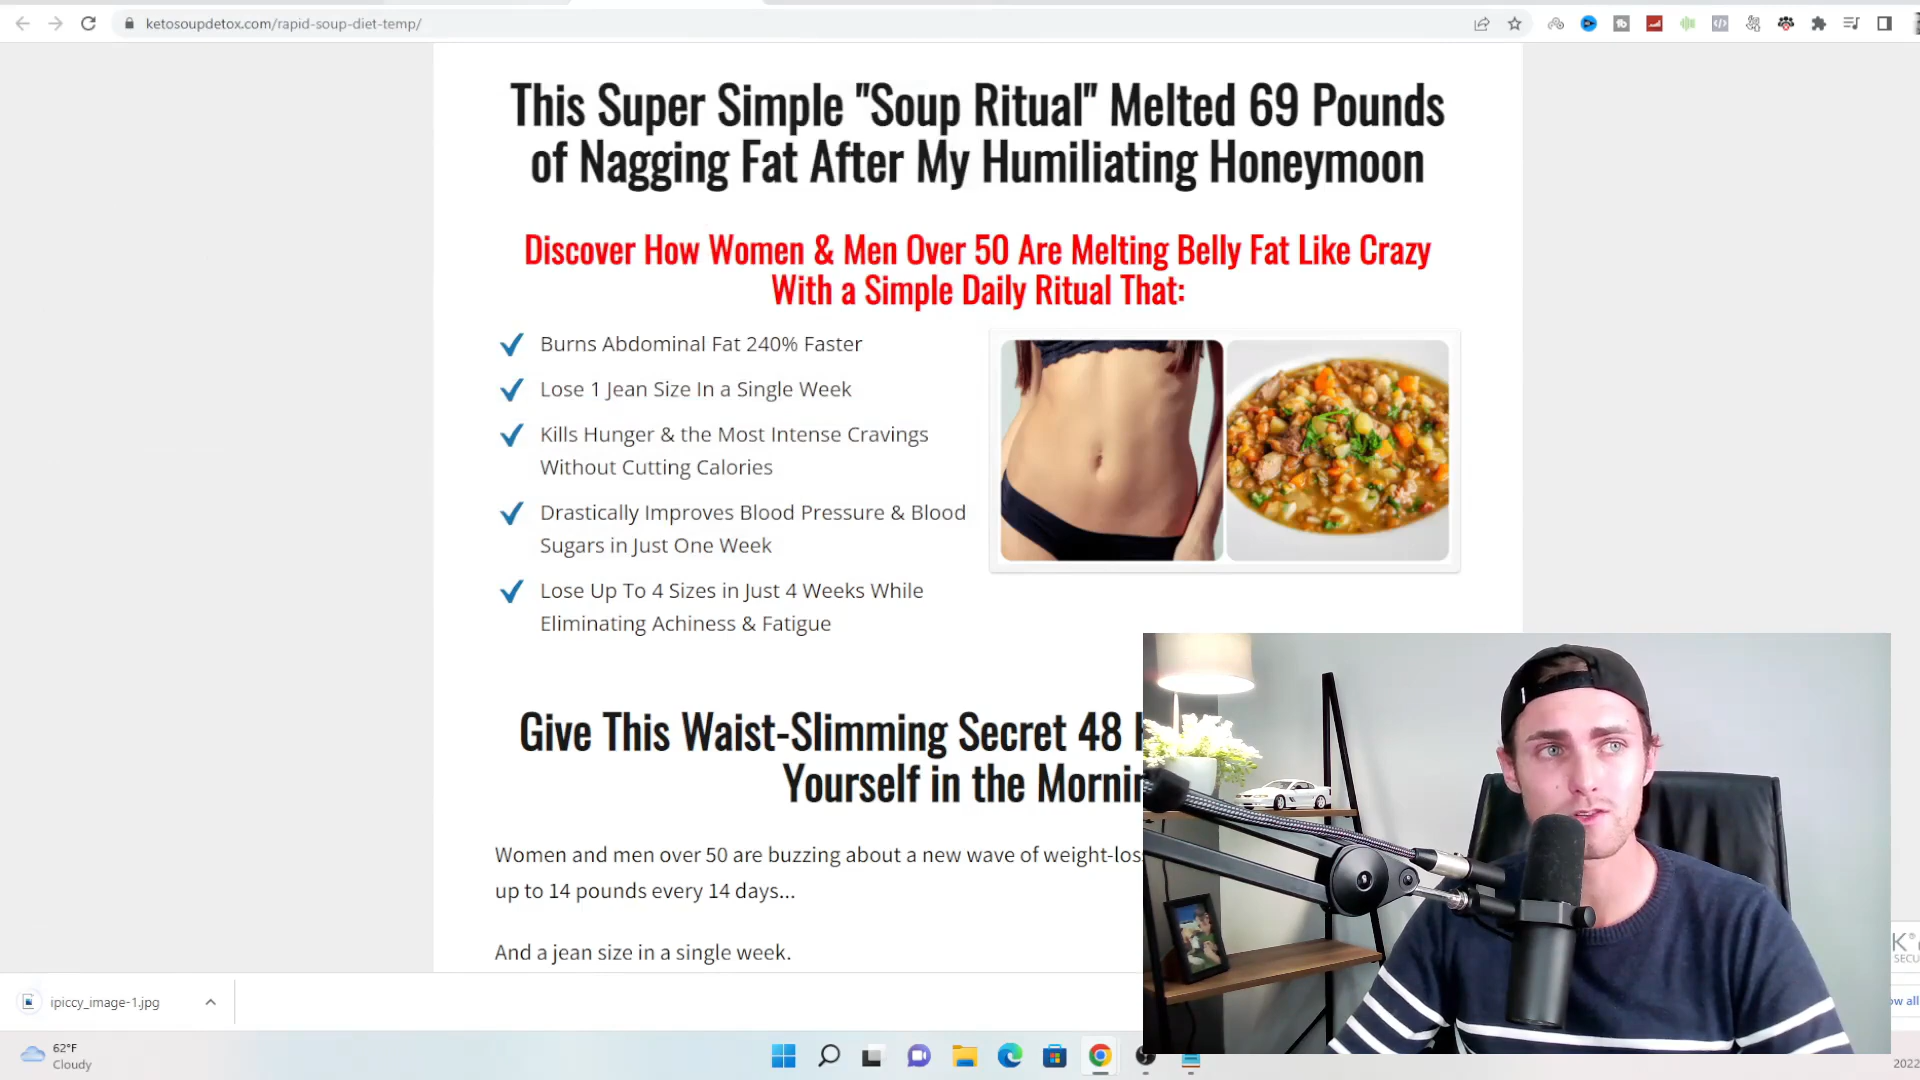 ketosoupdetox.com/rapid-soup-diet-temp/
This Super Simple "Soup Ritual" Melted 69 Pounds
of Nagging Fat After My Humiliating Honeymoon
Discover How Women & Men Over 50 Are Melting Belly Fat Like Crazy
With a Simple Daily Ritual That:
Burns Abdominal Fat 240% Faster
Lose 1 Jean Size In a Single Week
Kills Hunger & the Most Intense Cravings
Without Cutting Calories
Drastically Improves Blood Pressure & Blood
Sugars in Just One Week
Lose Up To 4 Sizes in Just 4 Weeks While
Eliminating Achiness & Fatigue
Give This Waist-Slimming Secret 48
Yourself in the
Women and men over 50 are buzzing about a new wave of
up to 14 pounds every 14 days...
And a jean size in a single week.
ipiccy_image-1.jpg
62°F
Cloudy